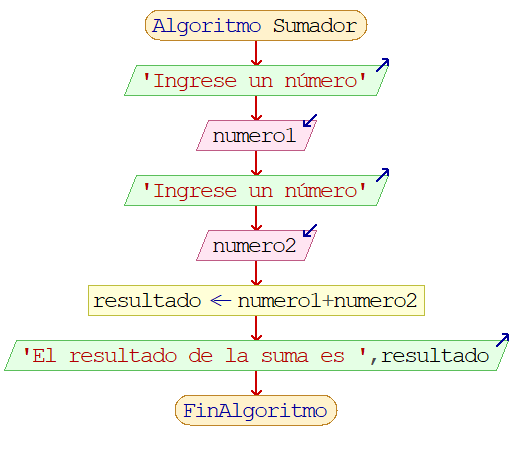 Algoritmo Sumador
'Ingrese un número'
numero1
'Ingrese un número'
numero2
resultado ← numero1+numero2
'El resultado de la suma es ',resultado
FinAlgoritmo